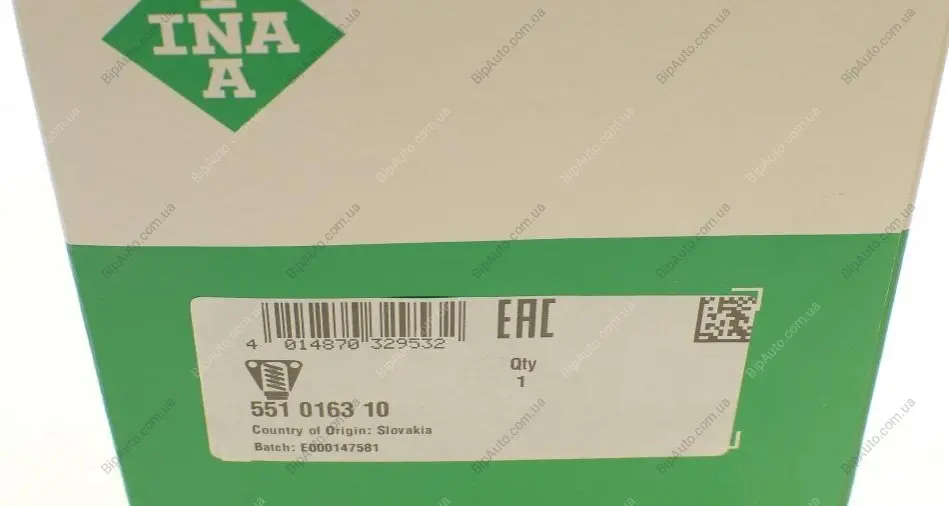 INA
A
4 014870 329532
EAC
Qty
1
551 0163 10
Country of Origin: Slovakia
Batch: E000147581
BipAuto.com.ua